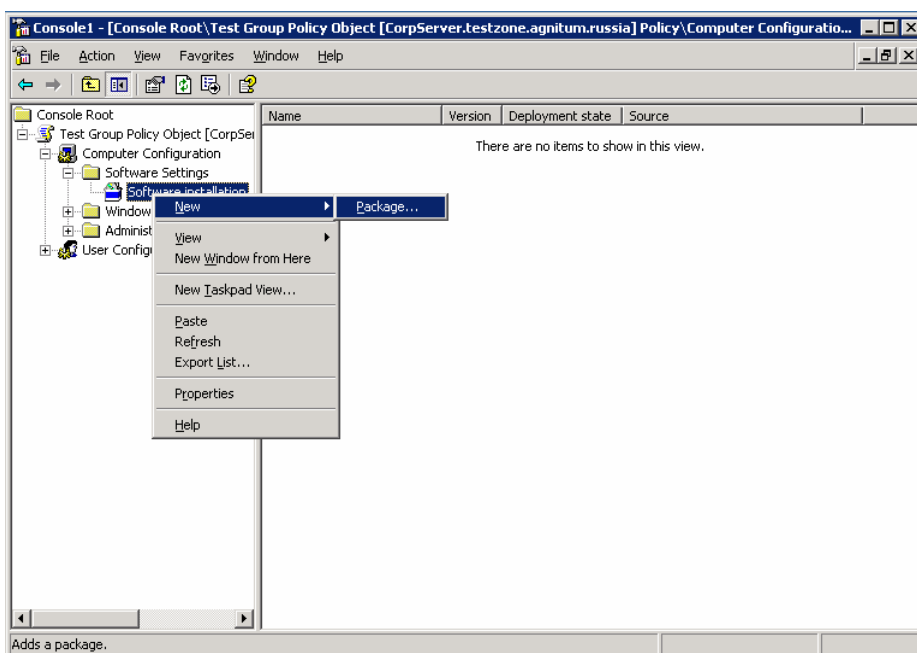 Console1 - [Console Root\Test Group Policy Object [CorpServer.testzone.agnitum.russia] Policy\Computer Configuratio...
File Action View Favorites Window Help
Console Root
Name Version Deployment state Source
Test Group Policy Object [CorpSer
There are no items to show in this view.
Computer Configuration
Software Settings
Software installation
Window
Administ
User Config
New
Package...
View
New Window from Here
New Taskpad View...
Paste
Refresh
Export List...
Properties
Help
Adds a package.